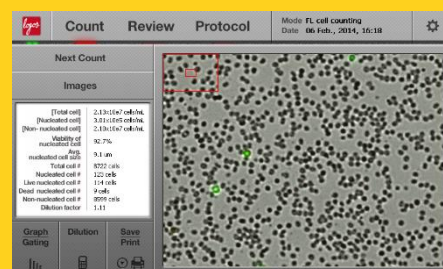 logos
Count Review Protocol
Mode FL cell counting
Date 06 Feb., 2014, 16:18
Next Count
Images
[Total cell] 2.13x10e7 cells/mL
[Nucleated cell] 3.01x10e5 cells/mL
[Non-nucleated cell] 2.10x10e7 cells/mL
Viability of nucleated cell 92.7%
Avg. nucleated cell size 9.1 um
Total cell # 8722 cells
Nucleated cell # 123 cells
Live nucleated cell # 114 cells
Dead nucleated cell # 9 cells
Non-nucleated cell # 8599 cells
Dilution factor 1.11
Graph Gating
Dilution
Save Print